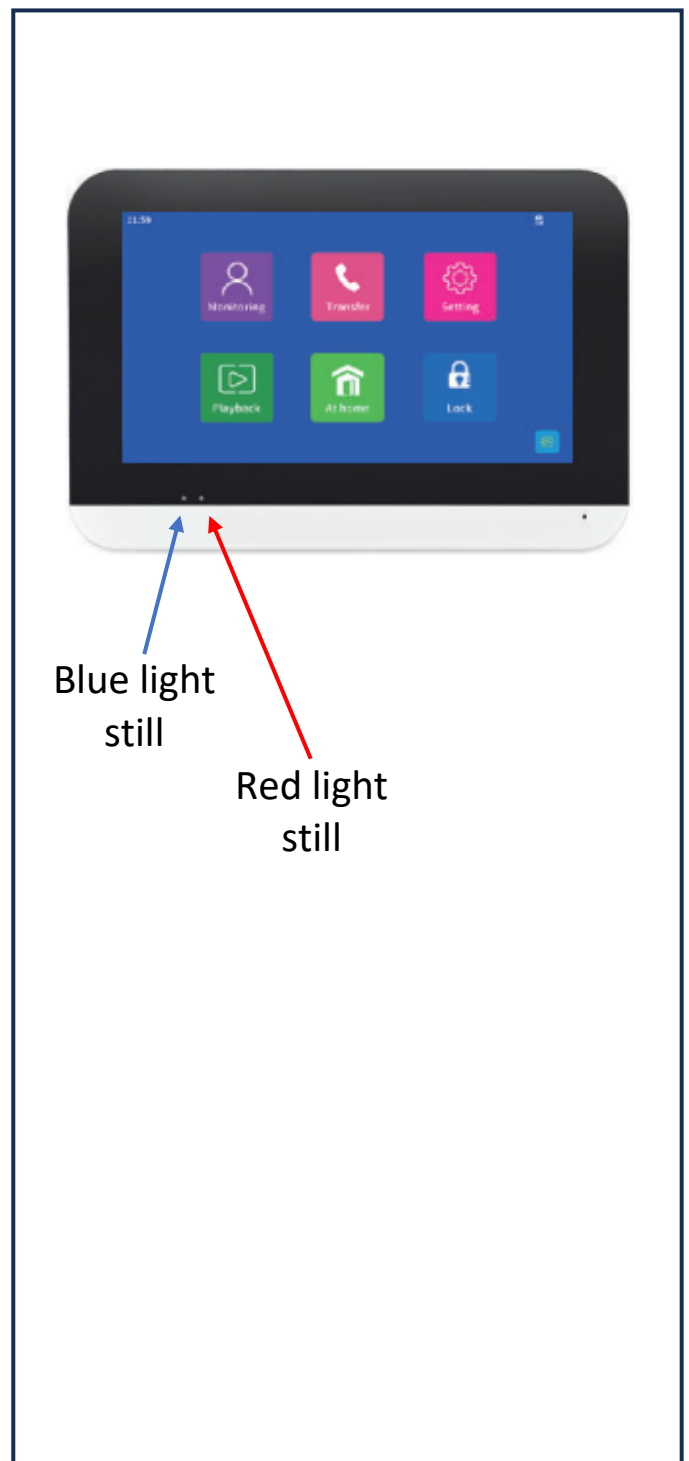 11:59
Monitoring
Transfer
Setting
Playback
At home
Lock
Blue light
still
Red light
still